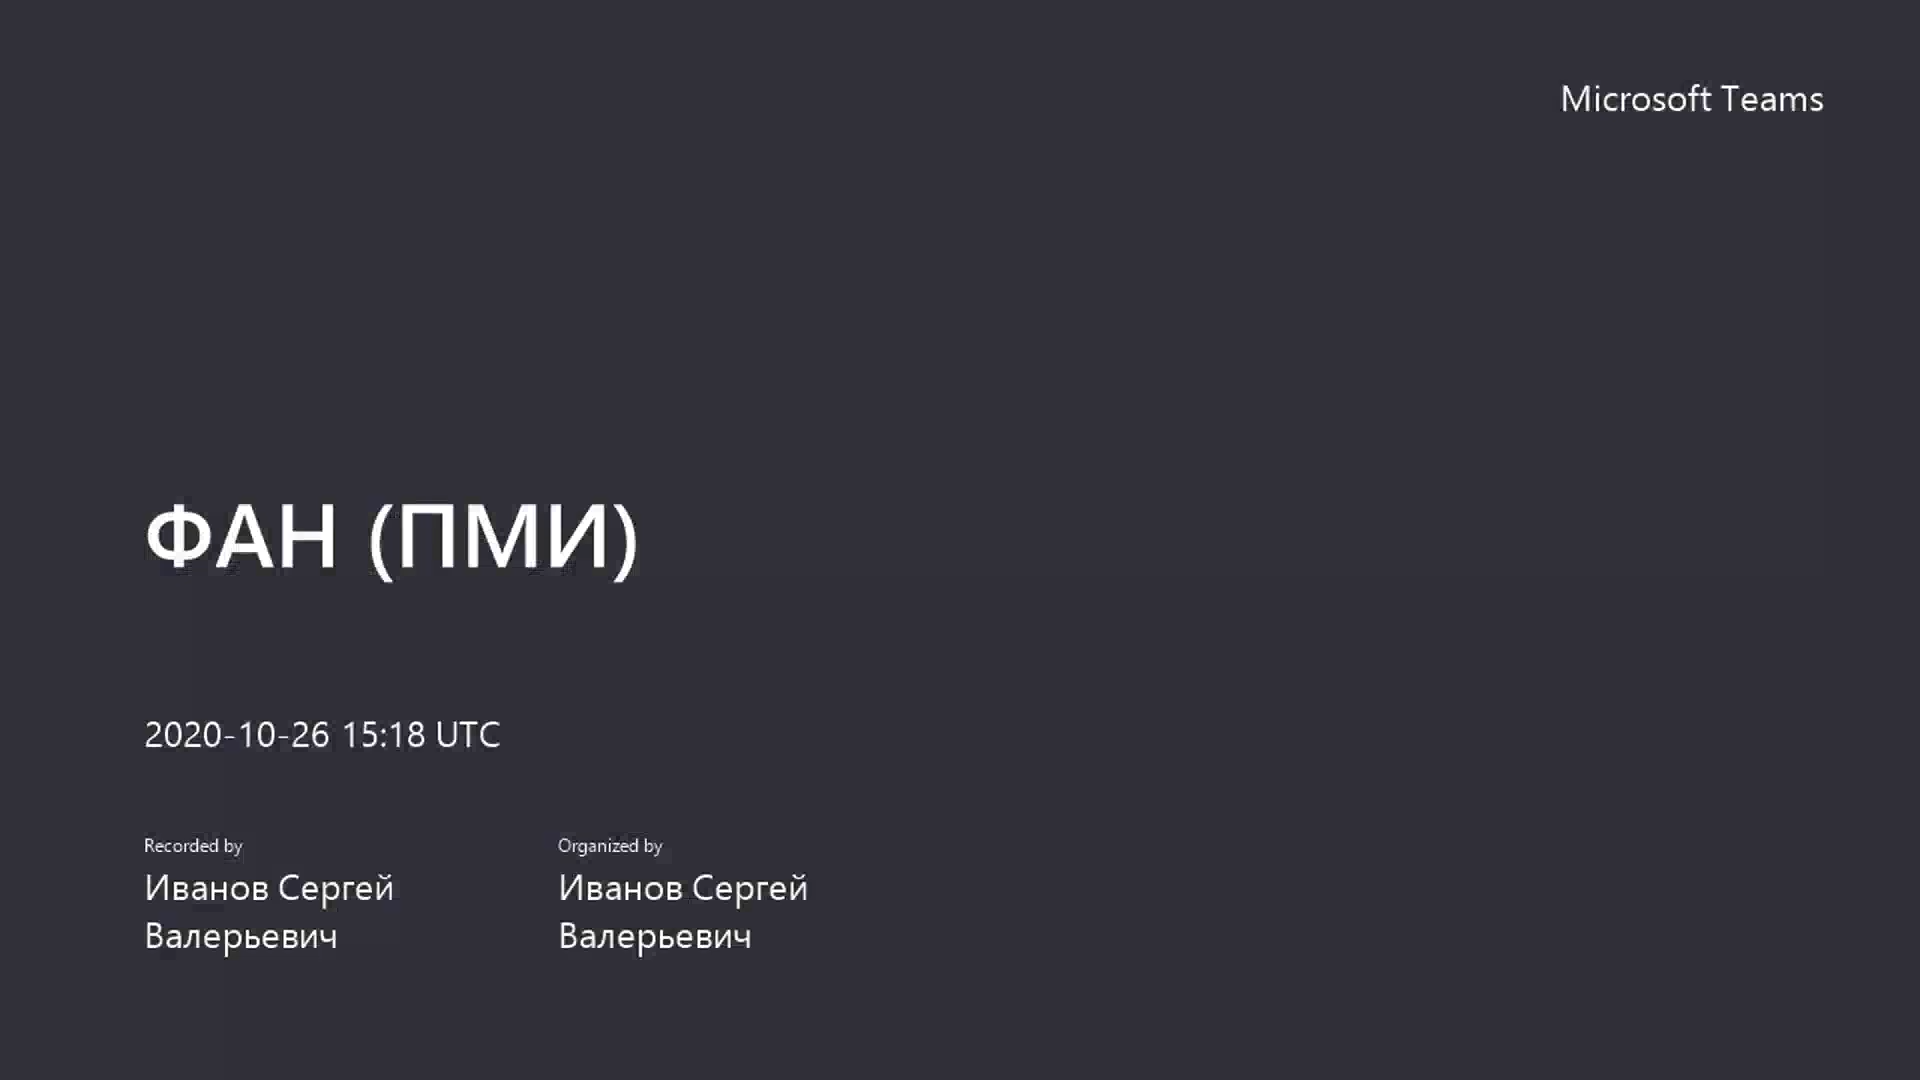 Microsoft Teams
ФАН (ПМИ)
2020-10-26 15:18 UTC
Recorded by
Иванов Сергей
Валерьевич
Organized by
Иванов Сергей
Валерьевич